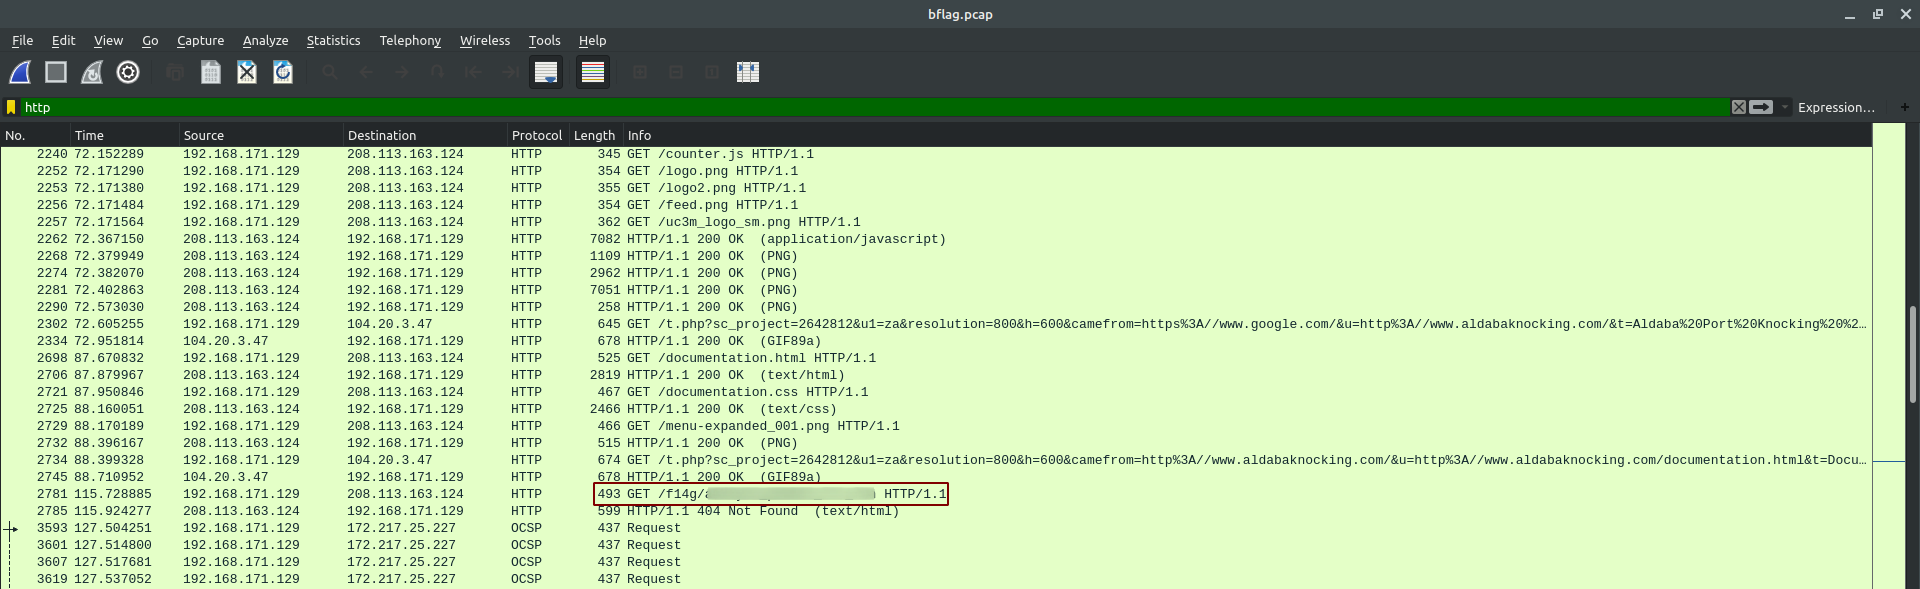 bflag.pcap
File Edit View Go Capture Analyze Statistics Telephony Wireless Tools Help
http Expression… +
No. Time Source Destination Protocol Length Info
2240 72.152289 192.168.171.129 208.113.163.124 HTTP 345 GET /counter.js HTTP/1.1
2252 72.171290 192.168.171.129 208.113.163.124 HTTP 354 GET /logo.png HTTP/1.1
2253 72.171380 192.168.171.129 208.113.163.124 HTTP 355 GET /logo2.png HTTP/1.1
2256 72.171484 192.168.171.129 208.113.163.124 HTTP 354 GET /feed.png HTTP/1.1
2257 72.171564 192.168.171.129 208.113.163.124 HTTP 362 GET /uc3m_logo_sm.png HTTP/1.1
2262 72.367150 208.113.163.124 192.168.171.129 HTTP 7082 HTTP/1.1 200 OK (application/javascript)
2268 72.379949 208.113.163.124 192.168.171.129 HTTP 1109 HTTP/1.1 200 OK (PNG)
2274 72.382070 208.113.163.124 192.168.171.129 HTTP 2962 HTTP/1.1 200 OK (PNG)
2281 72.402863 208.113.163.124 192.168.171.129 HTTP 7051 HTTP/1.1 200 OK (PNG)
2290 72.573030 208.113.163.124 192.168.171.129 HTTP 258 HTTP/1.1 200 OK (PNG)
2302 72.605255 192.168.171.129 104.20.3.47 HTTP 645 GET /t.php?sc_project=2642812&u1=za&resolution=800&h=600&camefrom=https%3A//www.google.com/&u=http%3A//www.aldabaknocking.com/&t=Aldaba%20Port%20Knocking%20%2…
2334 72.951814 104.20.3.47 192.168.171.129 HTTP 678 HTTP/1.1 200 OK (GIF89a)
2698 87.670832 192.168.171.129 208.113.163.124 HTTP 525 GET /documentation.html HTTP/1.1
2706 87.879967 208.113.163.124 192.168.171.129 HTTP 2819 HTTP/1.1 200 OK (text/html)
2721 87.950846 192.168.171.129 208.113.163.124 HTTP 467 GET /documentation.css HTTP/1.1
2725 88.160051 208.113.163.124 192.168.171.129 HTTP 2466 HTTP/1.1 200 OK (text/css)
2729 88.170189 192.168.171.129 208.113.163.124 HTTP 466 GET /menu-expanded_001.png HTTP/1.1
2732 88.396167 208.113.163.124 192.168.171.129 HTTP 515 HTTP/1.1 200 OK (PNG)
2734 88.399328 192.168.171.129 104.20.3.47 HTTP 674 GET /t.php?sc_project=2642812&u1=za&resolution=800&h=600&camefrom=http%3A//www.aldabaknocking.com/&u=http%3A//www.aldabaknocking.com/documentation.html&t=Docu…
2745 88.710952 104.20.3.47 192.168.171.129 HTTP 678 HTTP/1.1 200 OK (GIF89a)
2781 115.728885 192.168.171.129 208.113.163.124 HTTP 493 GET /f14g/ HTTP/1.1
2785 115.924277 208.113.163.124 192.168.171.129 HTTP 599 HTTP/1.1 404 Not Found (text/html)
3593 127.504251 192.168.171.129 172.217.25.227 OCSP 437 Request
3601 127.514800 192.168.171.129 172.217.25.227 OCSP 437 Request
3607 127.517681 192.168.171.129 172.217.25.227 OCSP 437 Request
3619 127.537052 192.168.171.129 172.217.25.227 OCSP 437 Request